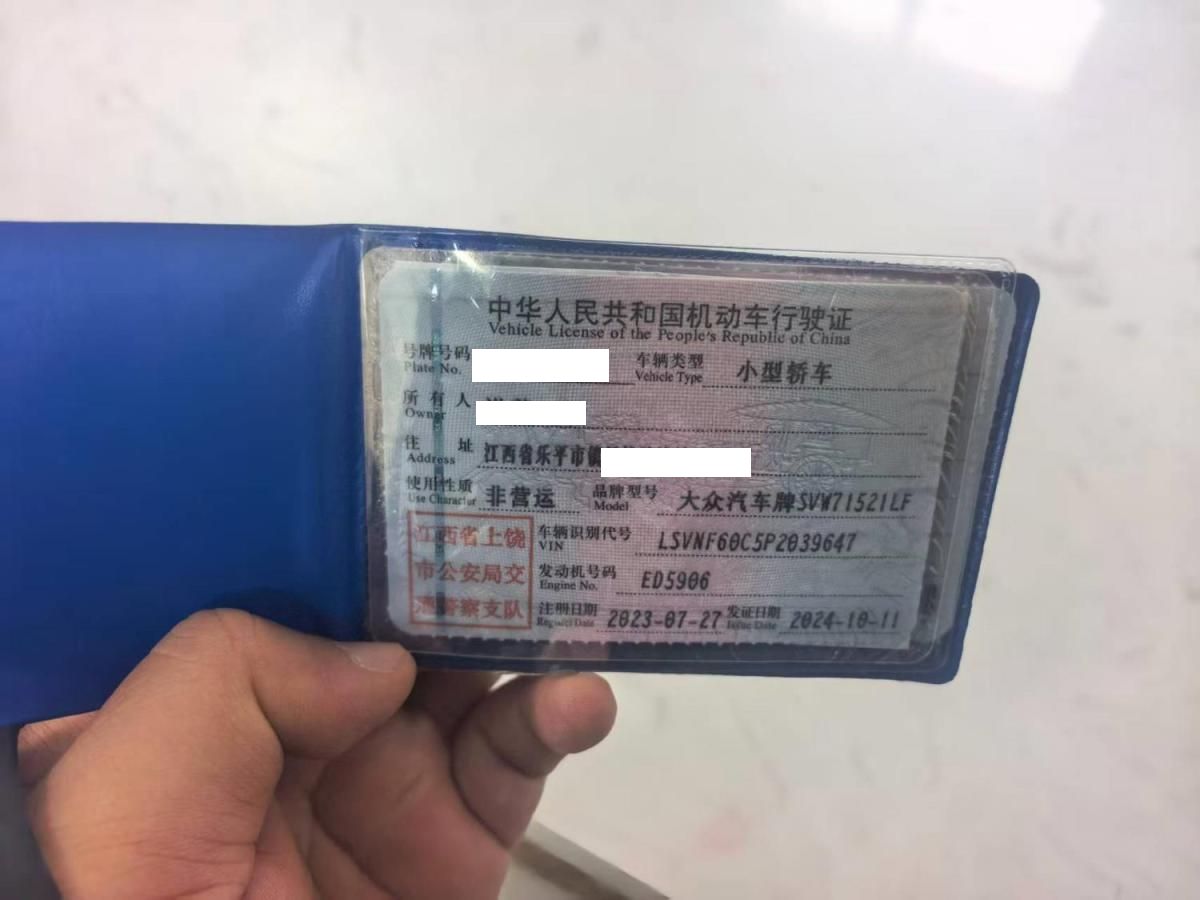 中华人民共和国机动车行驶证
Vehicle License of the People's Republic of China
号牌号码 车辆类型 小型轿车
Plate No. Vehicle Type
所有人
Owner
住址 江西省乐平市
Address
使用性质 非营运 品牌型号 大众汽车牌SVW71521LF
Use Character Model
江西省上饶 车辆识别代号 LSVNF60C5P2039647
VIN
市公安局交 发动机号码 ED5906
Engine No.
通警察支队 注册日期 2023-07-27 发证日期 2024-10-11
Register Date Issue Date